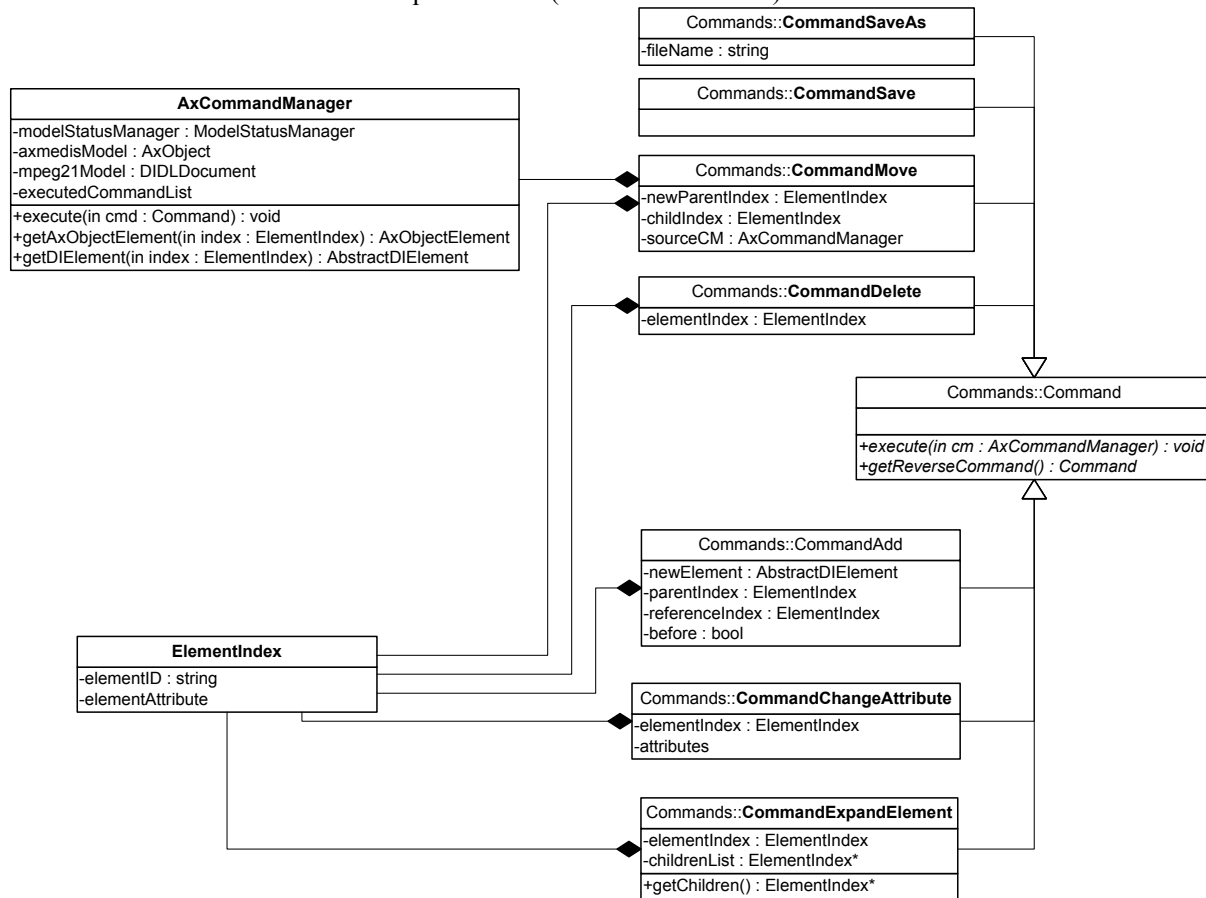 Commands::CommandSaveAs
-fileName : string
Commands::CommandSave
AxCommandManager
-modelStatusManager : ModelStatusManager
-axmedisModel : AxObject
-mpeg21Model : DIDLDocument
-executedCommandList
+execute(in cmd : Command) : void
+getAxObjectElement(in index : ElementIndex) : AxObjectElement
+getDIElement(in index : ElementIndex) : AbstractDIElement
Commands::CommandMove
-newParentIndex : ElementIndex
-childIndex : ElementIndex
-sourceCM : AxCommandManager
Commands::CommandDelete
-elementIndex : ElementIndex
Commands::Command
+execute(in cm : AxCommandManager) : void
+getReverseCommand() : Command
Commands::CommandAdd
-newElement : AbstractDIElement
-parentIndex : ElementIndex
-referenceIndex : ElementIndex
-before : bool
ElementIndex
-elementID : string
-elementAttribute
Commands::CommandChangeAttribute
-elementIndex : ElementIndex
-attributes
Commands::CommandExpandElement
-elementIndex : ElementIndex
-childrenList : ElementIndex*
+getChildren() : ElementIndex*